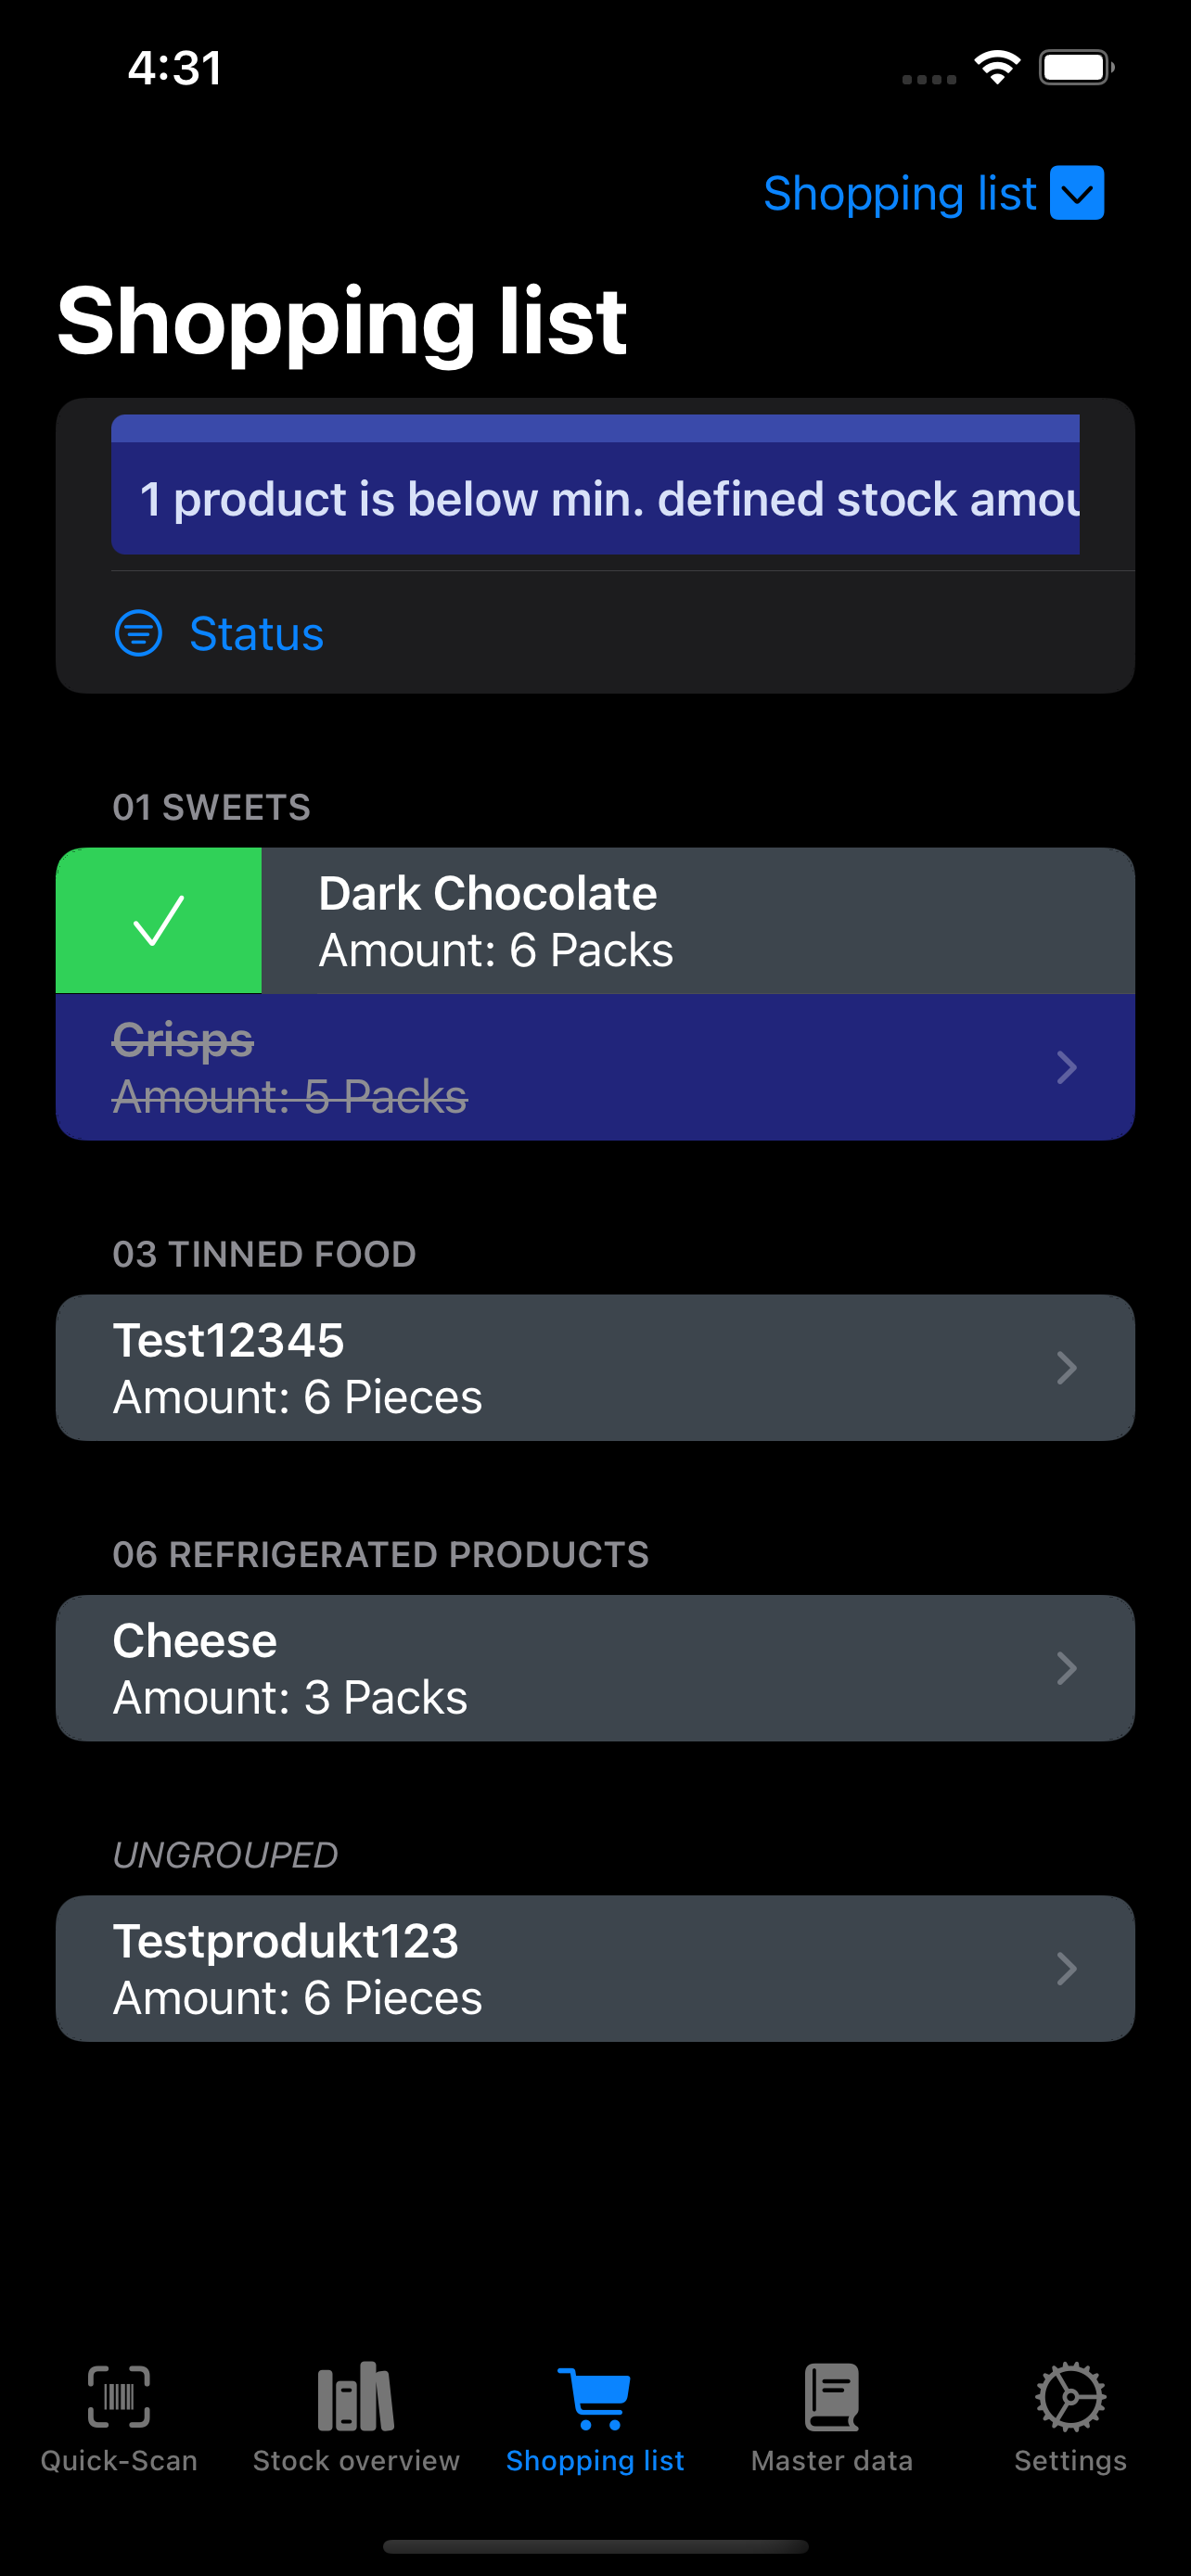 4:31
Shopping list
Shopping list
1 product is below min. defined stock amou
Status
01 SWEETS
Dark Chocolate
Amount: 6 Packs
Crisps
Amount: 5 Packs
03 TINNED FOOD
Test12345
Amount: 6 Pieces
06 REFRIGERATED PRODUCTS
Cheese
Amount: 3 Packs
UNGROUPED
Testprodukt123
Amount: 6 Pieces
Quick-Scan
Stock overview
Shopping list
Master data
Settings